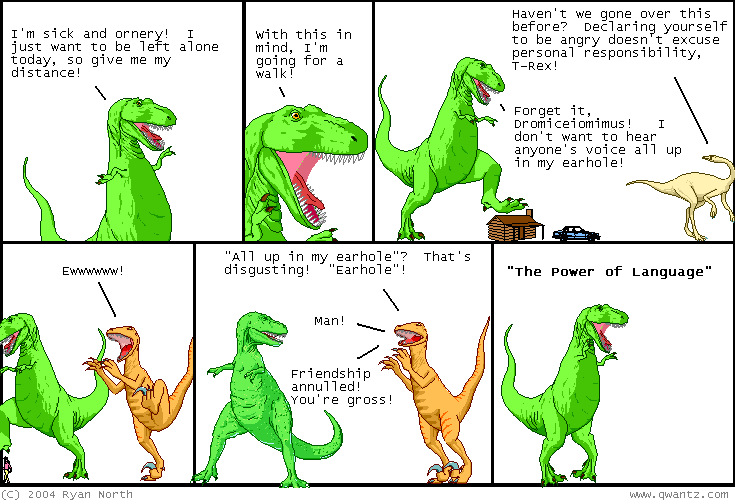 I'm sick and ornery!  I
just want to be left alone
today, so give me my
distance!
With this in
mind, I'm
going for a
walk!
Haven't we gone over this
before?  Declaring yourself
to be angry doesn't excuse
personal responsibility,
T-Rex!
Forget it,
Dromiceiomimus!  I
don't want to hear
anyone's voice all up
in my earhole!
Ewwwwww!
"All up in my earhole"?  That's
disgusting!  "Earhole"!
Man!
Friendship
annulled!
You're gross!
"The Power of Language"
(C) 2004 Ryan North
www.qwantz.com